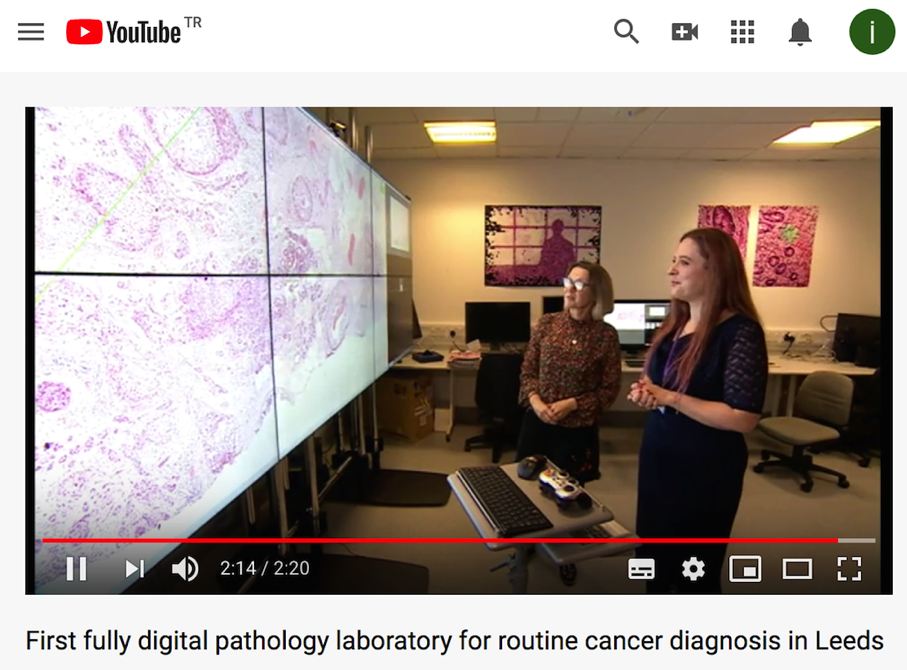 YouTube TR
i
2:14 / 2:20
First fully digital pathology laboratory for routine cancer diagnosis in Leeds